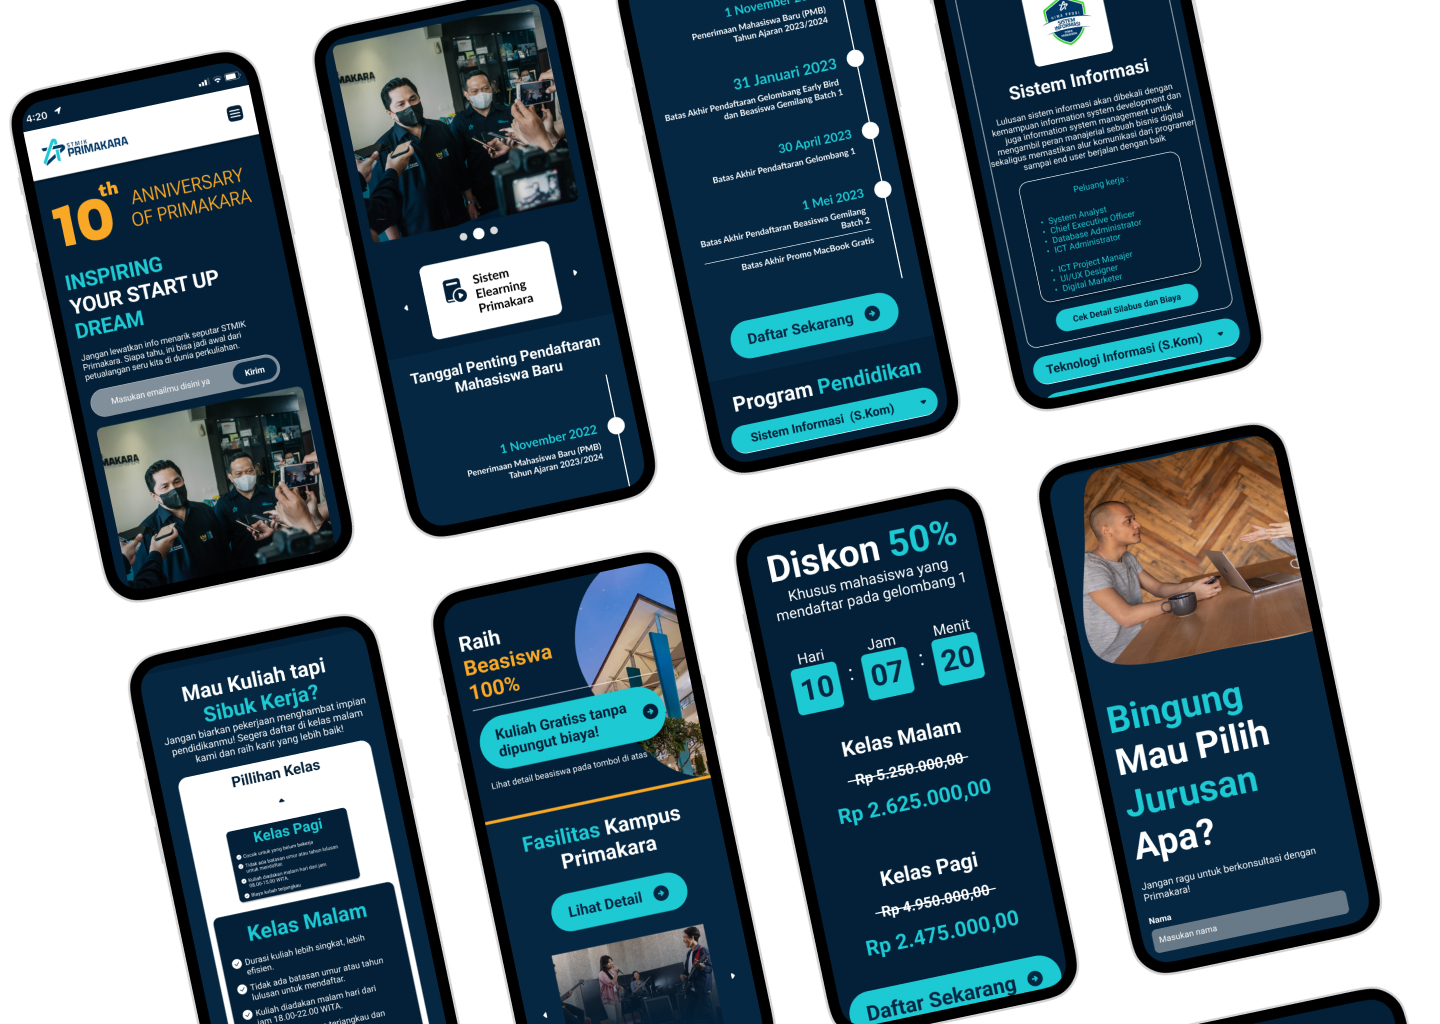 4:20
STMIK
PRIMAKARA
10th
ANNIVERSARY
OF PRIMAKARA
INSPIRING
YOUR START UP
DREAM
Jangan lewatkan info menarik seputar STMIK
Primakara. Siapa tahu, ini bisa jadi awal dari
petualangan seru kita di dunia perkuliahan.
Masukan emailmu disini ya
Kirim
MAKARA
MAKARA
Sistem
Elearning
Primakara
Tanggal Penting Pendaftaran
Mahasiswa Baru
1 November 2022
Penerimaan Mahasiswa Baru (PMB)
Tahun Ajaran 2023/2024
1 November
Penerimaan Mahasiswa Baru (PMB)
Tahun Ajaran 2023/2024
31 Januari 2023
Batas Akhir Pendaftaran Gelombang Early Bird
dan Beasiswa Gemilang Batch 1
30 April 2023
Batas Akhir Pendaftaran Gelombang 1
1 Mei 2023
Batas Akhir Pendaftaran Beasiswa Gemilang
Batch 2
Batas Akhir Promo MacBook Gratis
Daftar Sekarang
Program Pendidikan
Sistem Informasi (S.Kom)
SISTEM
INFORMASI
Sistem Informasi
Lulusan sistem informasi akan dibekali dengan
kemampuan information system development dan
juga information system management untuk
mengambil peran manajerial sebuah bisnis digital
sekaligus memastikan alur komunikasi dari programer
sampai end user berjalan dengan baik
Peluang kerja :
• System Analyst
• Chief Executive Officer
• Database Administrator
• ICT Administrator
• ICT Project Manajer
• UI/UX Designer
• Digital Marketer
Cek Detail Silabus dan Biaya
Teknologi Informasi (S.Kom)
Mau Kuliah tapi
Sibuk Kerja?
Jangan biarkan pekerjaan menghambat impian
pendidikanmu! Segera daftar di kelas malam
kami dan raih karir yang lebih baik!
Pillihan Kelas
Kelas Pagi
Cocok untuk yang belum bekerja
Tidak ada batasan umur atau tahun lulusan
untuk mendaftar.
Kuliah diadakan malam hari dari jam
08.00-15.00 WITA.
Biaya kuliah terjangkau
Kelas Malam
Durasi kuliah lebih singkat, lebih
efisien.
Tidak ada batasan umur atau tahun
lulusan untuk mendaftar.
Kuliah diadakan malam hari dari
jam 18.00-22.00 WITA.
terjangkau dan
Raih
Beasiswa
100%
Kuliah Gratiss tanpa
dipungut biaya!
Lihat detail beasiswa pada tombol di atas
Fasilitas Kampus
Primakara
Lihat Detail
Diskon 50%
Khusus mahasiswa yang
mendaftar pada gelombang 1
Hari Jam Menit
10 : 07 : 20
Kelas Malam
Rp 5.250.000,00
Rp 2.625.000,00
Kelas Pagi
Rp 4.950.000,00
Rp 2.475.000,00
Daftar Sekarang
Bingung
Mau Pilih
Jurusan
Apa?
Jangan ragu untuk berkonsultasi dengan
Primakara!
Nama
Masukan nama